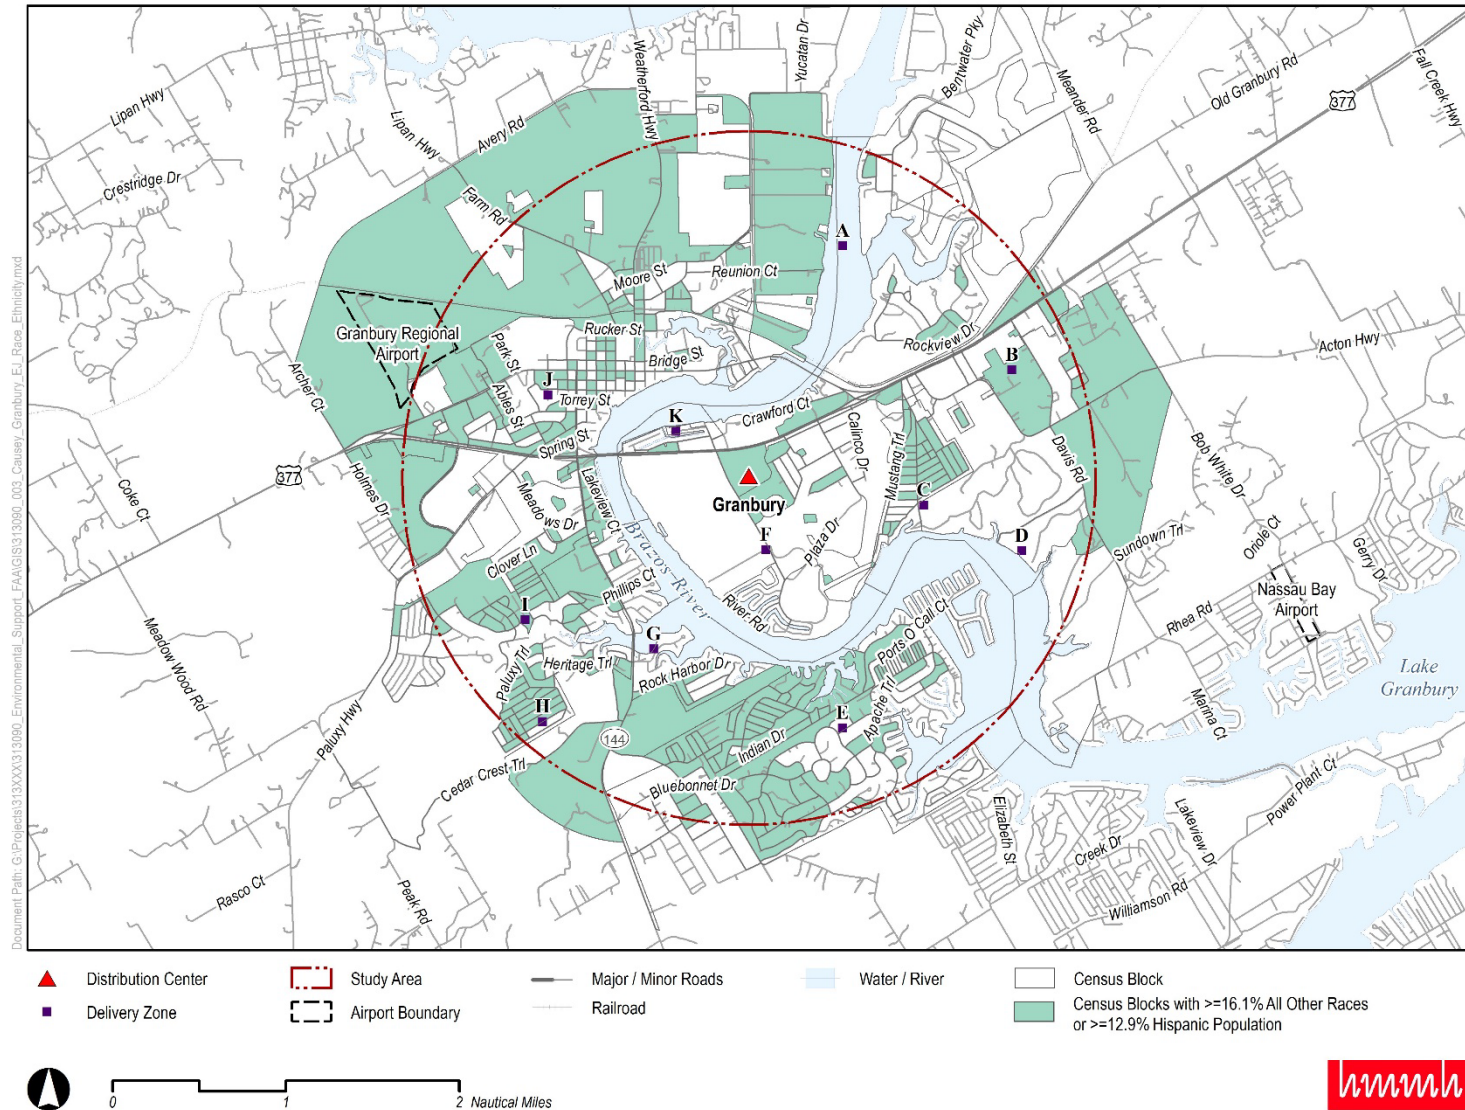 Document Path: G:\Projects\313XXX\313090_Environmental_Support_FAA\GIS\313090_003_Causey_Granbury_EJ_Race_Ethnicity.mxd
Lipan Hwy
Crestridge Dr
Lipan Hwy
Avery Rd
Farm Rd
Weatherford Hwy
Yucatan Dr
Bentwater Pky
Meander Rd
Old Granbury Rd
377
Fall Creek Hwy
A
Moore St
Reunion Ct
Rucker St
Bridge St
Granbury Regional
Airport
Park St
Ables St
J
Torrey St
Spring St
K
Crawford Ct
Rockview Dr
B
Acton Hwy
Archer Ct
377
Holmes Dr
Coke Ct
Meadows Dr
Lakeview Ct
Granbury
Calinco Dr
Mustang Trl
C
Davis Rd
Bob White Dr
F
Plaza Dr
D
Sundown Trl
Oriole Ct
Gerry Dr
Nassau Bay
Airport
Rhea Rd
Clover Ln
Phillips Ct
Brazos River
River Rd
I
G
Ports O Call Ct
Meadow Wood Rd
Paluxy Trl
Heritage Trl
Rock Harbor Dr
Lake
Granbury
Marina Ct
H
E
Apache Trl
Indian Dr
144
Paluxy Hwy
Cedar Crest Trl
Bluebonnet Dr
Power Plant Ct
Elizabeth St
Lakeview Dr
Creek Dr
Williamson Rd
Rasco Ct
Peak Rd
Distribution Center
Delivery Zone
Study Area
Airport Boundary
Major / Minor Roads
Railroad
Water / River
Census Block
Census Blocks with >=16.1% All Other Races
or >=12.9% Hispanic Population
0 1 2 Nautical Miles
hmmh